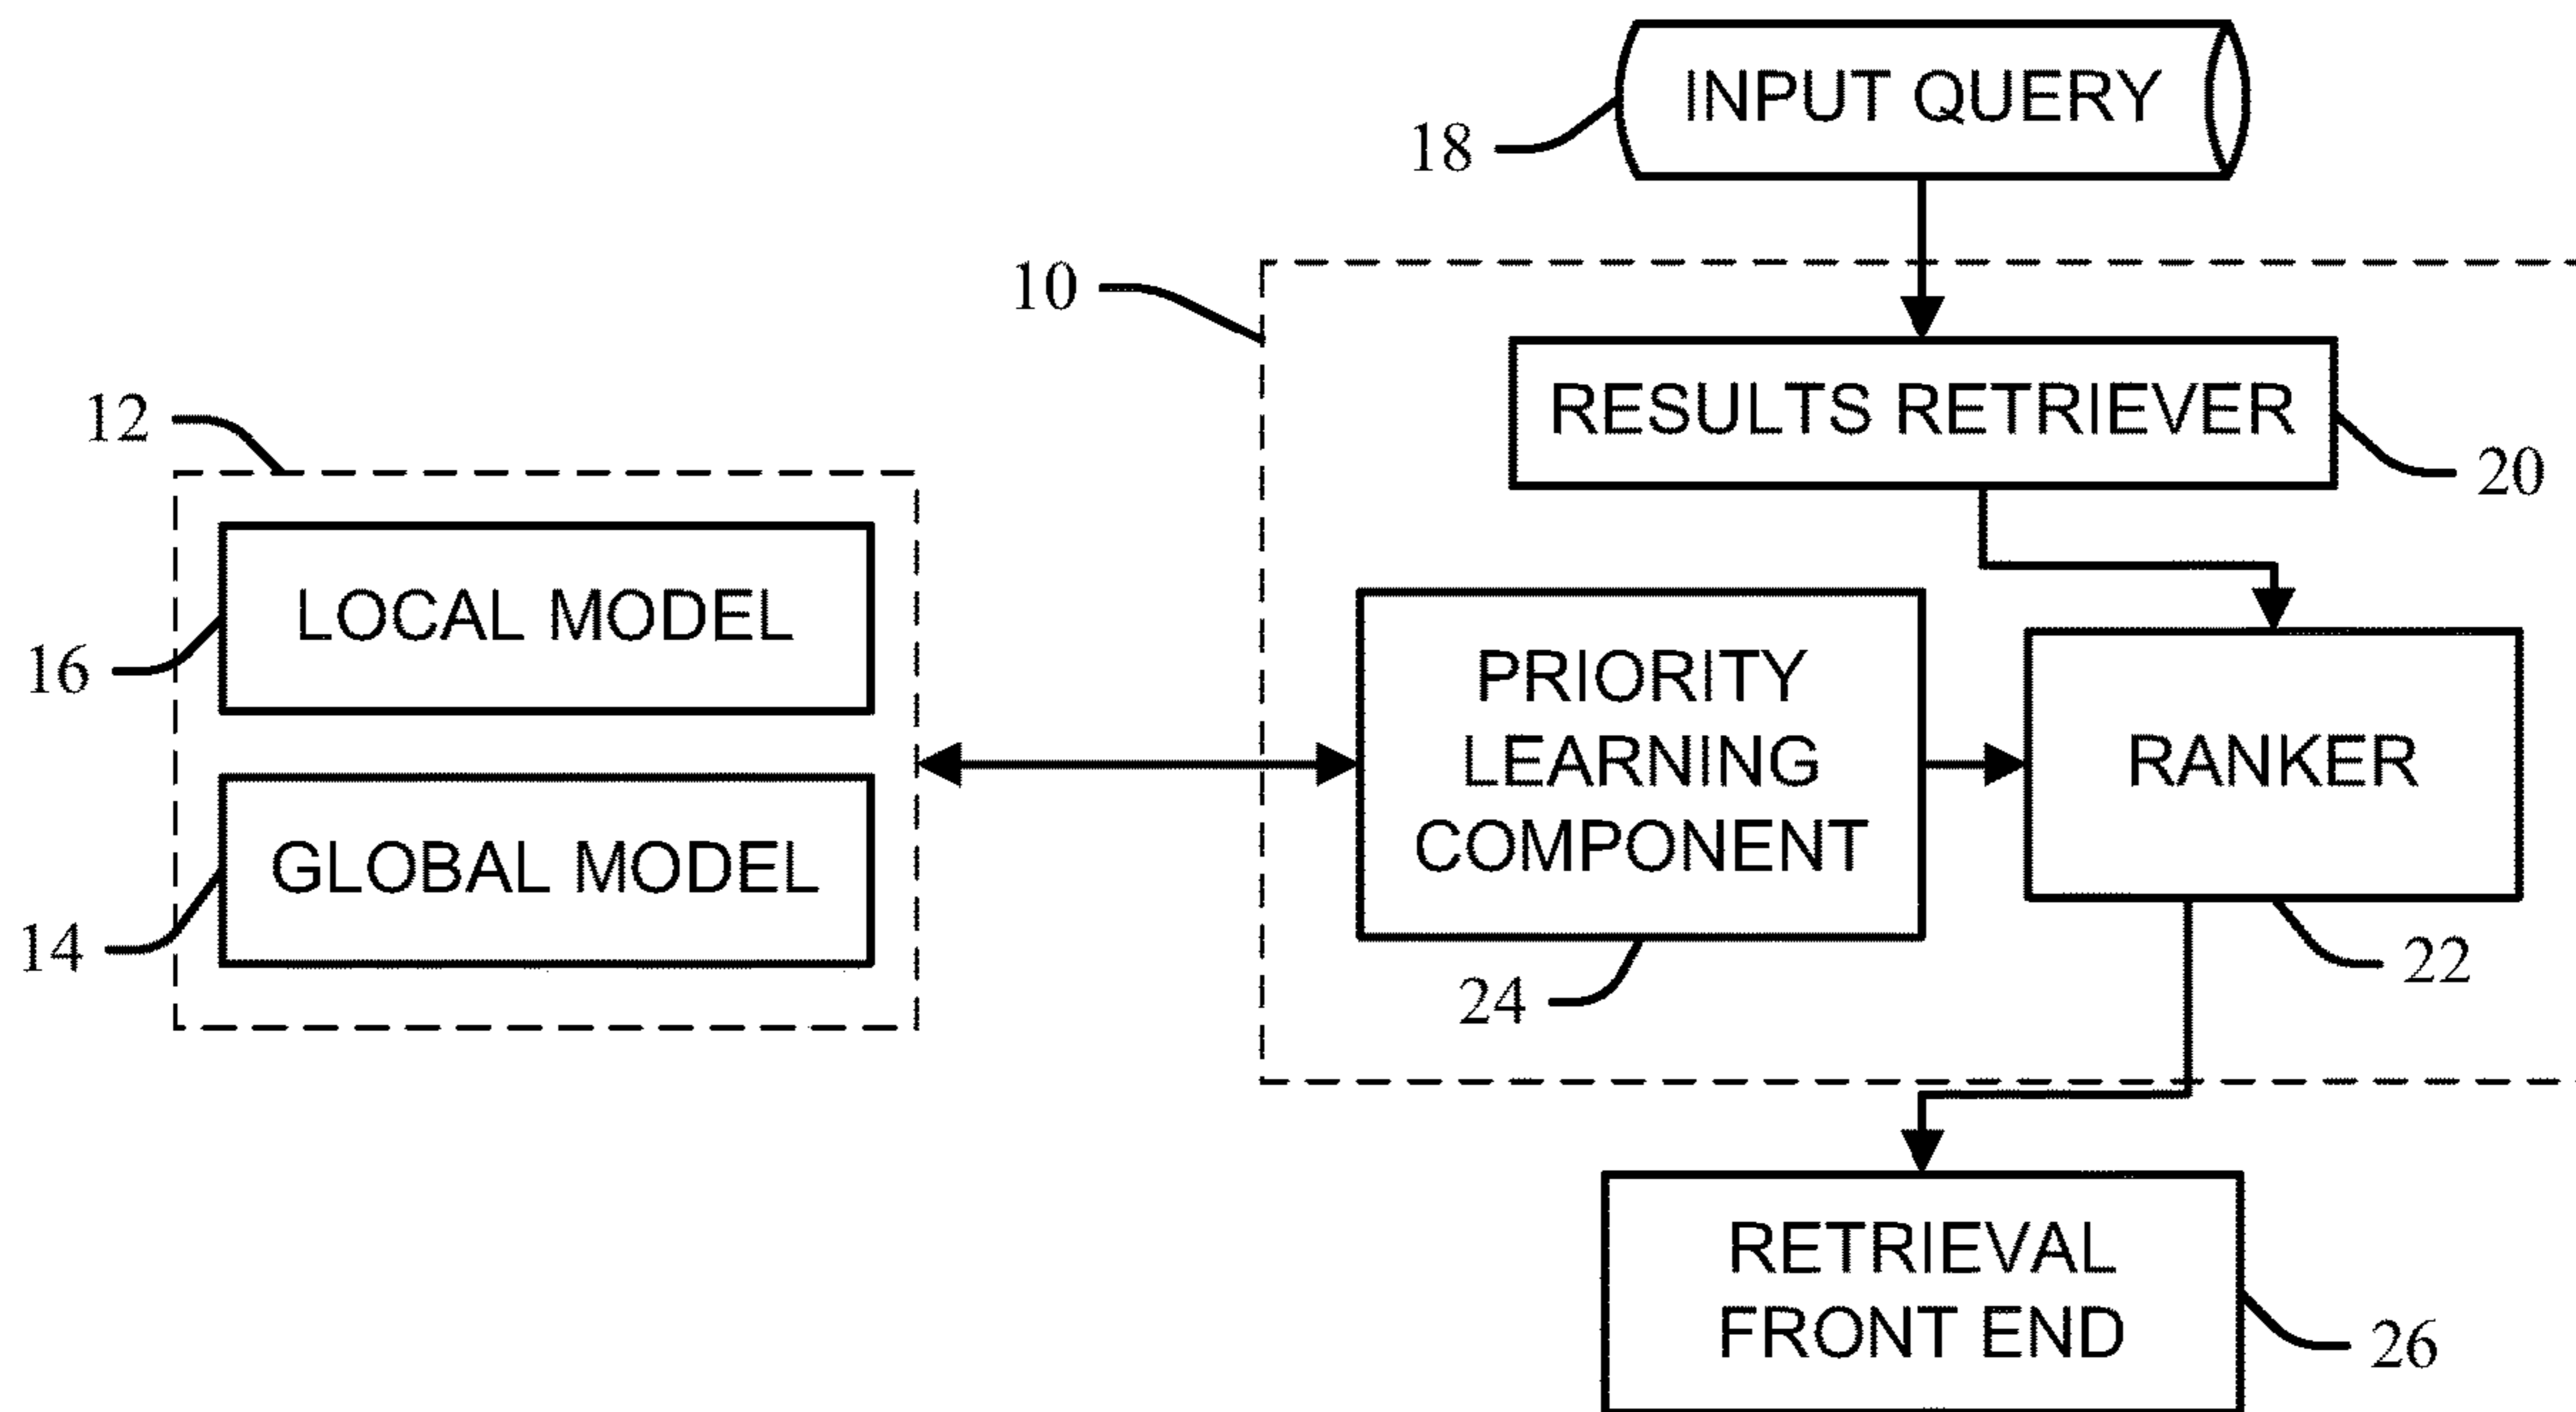 INPUT QUERY
18
10
RESULTS RETRIEVER
20
12
LOCAL MODEL
16
GLOBAL MODEL
14
PRIORITY
LEARNING
COMPONENT
24
RANKER
22
RETRIEVAL
FRONT END
26